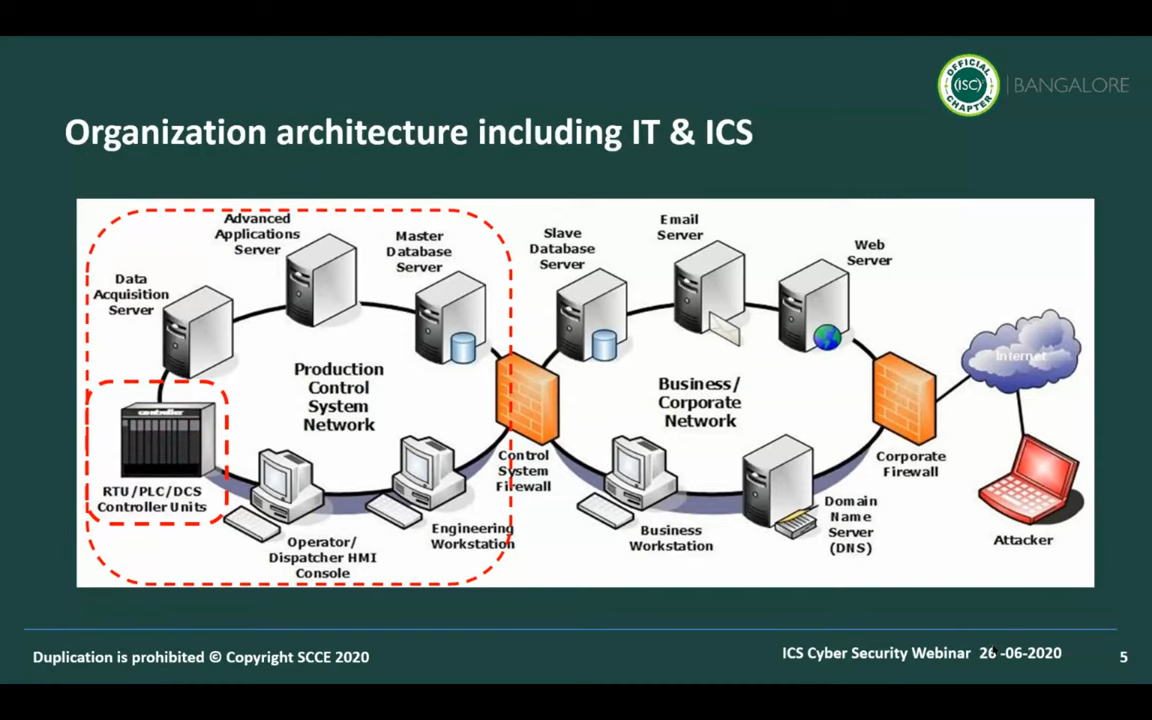 OFFICIAL
(ISC)²
CHAPTER
BANGALORE
Organization architecture including IT & ICS
Advanced
Applications
Server
Master
Database
Server
Slave
Database
Server
Email
Server
Web
Server
Data
Acquisition
Server
Internet
Production
Control
System
Network
Business/
Corporate
Network
controller
RTU/PLC/DCS
Controller Units
Control
System
Firewall
Corporate
Firewall
Operator/
Dispatcher HMI
Console
Engineering
Workstation
Business
Workstation
Domain
Name
Server
(DNS)
Attacker
Duplication is prohibited © Copyright SCCE 2020
ICS Cyber Security Webinar 26-06-2020
5